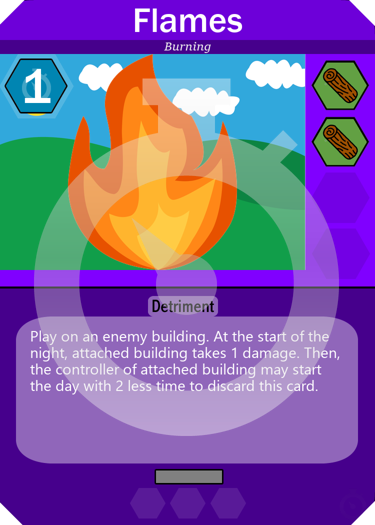 Flames
Burning
1
Detriment
Play on an enemy building. At the start of the
night, attached building takes 1 damage. Then,
the controller of attached building may start
the day with 2 less time to discard this card.